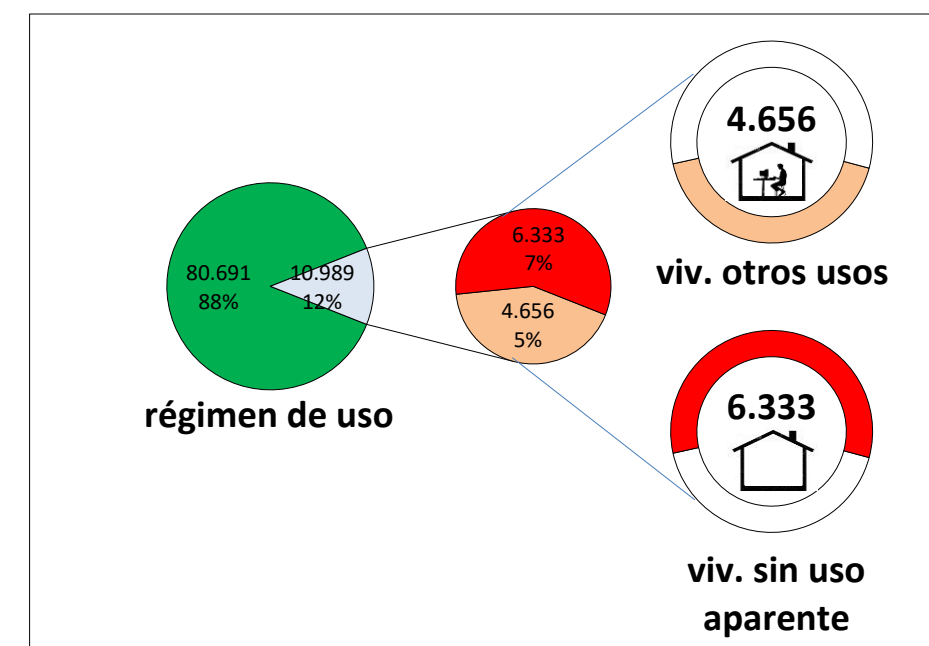 80.691
88%
10.989
12%
régimen de uso
6.333
7%
4.656
5%
4.656
viv. otros usos
6.333
viv. sin uso
aparente